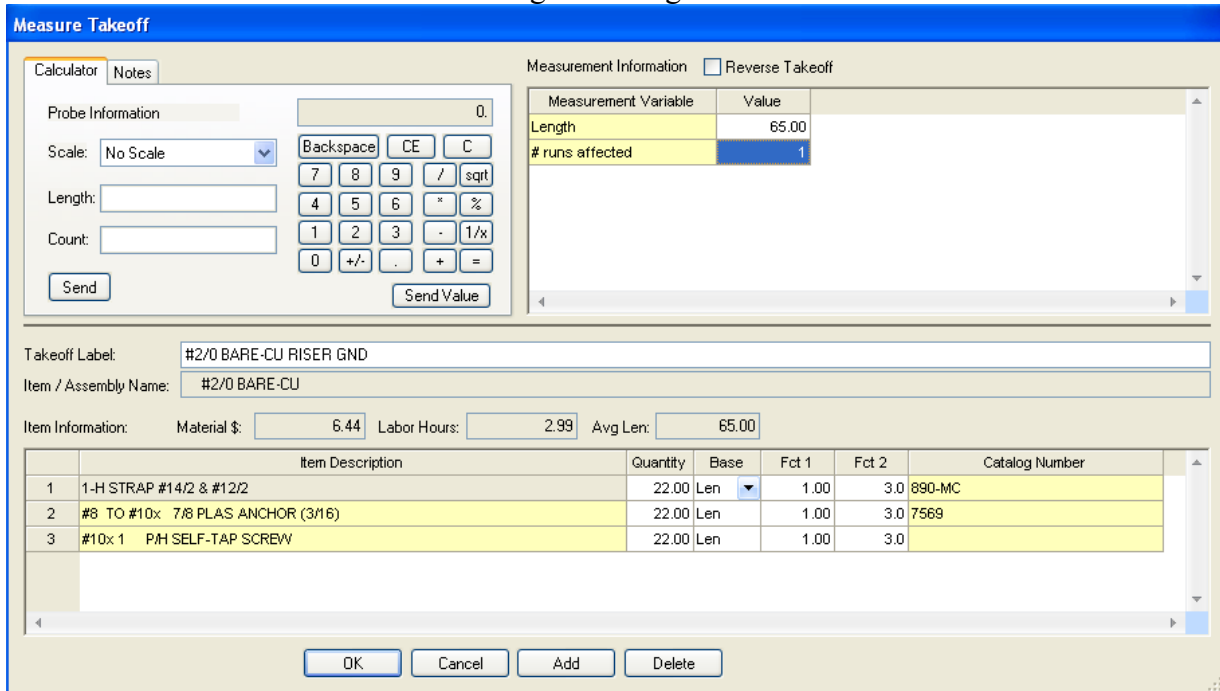 Measure Takeoff
Calculator Notes
Probe Information
0.
Scale: No Scale
Length:
Count:
Send
Backspace CE C
7 8 9 / sqrt
4 5 6 * %
1 2 3 - 1/x
0 +/- . + =
Send Value
Measurement Information Reverse Takeoff
Measurement Variable Value
Length 65.00
# runs affected 1
Takeoff Label: #2/0 BARE-CU RISER GND
Item / Assembly Name: #2/0 BARE-CU
Item Information: Material $: 6.44 Labor Hours: 2.99 Avg Len: 65.00
Item Description Quantity Base Fct 1 Fct 2 Catalog Number
1 1-H STRAP #14/2 & #12/2 22.00 Len 1.00 3.0 890-MC
2 #8 TO #10x 7/8 PLAS ANCHOR (3/16) 22.00 Len 1.00 3.0 7569
3 #10x 1 P/H SELF-TAP SCREW 22.00 Len 1.00 3.0
OK Cancel Add Delete